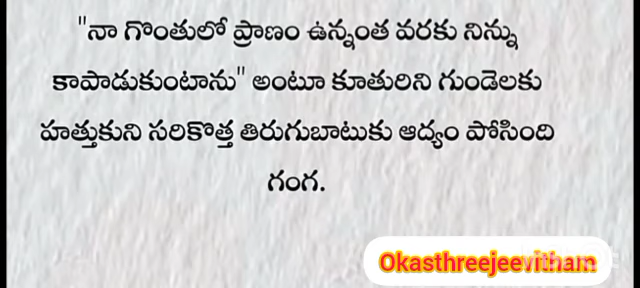 "నా గొంతులో ప్రాణం ఉన్నంత వరకు నిన్ను
కాపాడుకుంటాను" అంటూ కూతురిని గుండెలకు
హత్తుకుని సరికొత్త తిరుగుబాటుకు ఆద్యం పోసింది
గంగ.
Okasthreejeevitham